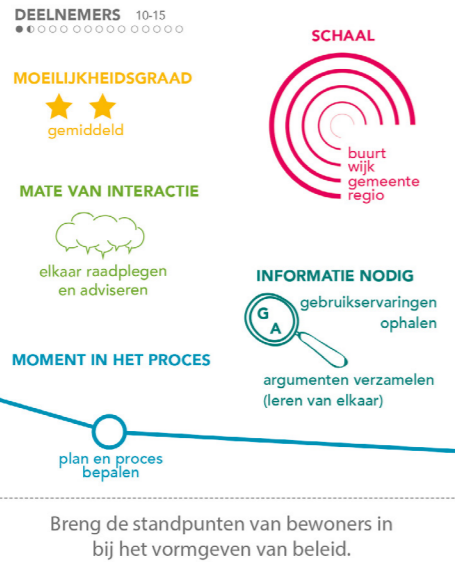 DEELNEMERS 10-15
SCHAAL
buurt
wijk
gemeente
regio
MOEILIJKHEIDSGRAAD
gemiddeld
MATE VAN INTERACTIE
elkaar raadplegen
en adviseren
INFORMATIE NODIG
G
A
gebruikservaringen
ophalen
argumenten verzamelen
(leren van elkaar)
MOMENT IN HET PROCES
plan en proces
bepalen
Breng de standpunten van bewoners in
bij het vormgeven van beleid.